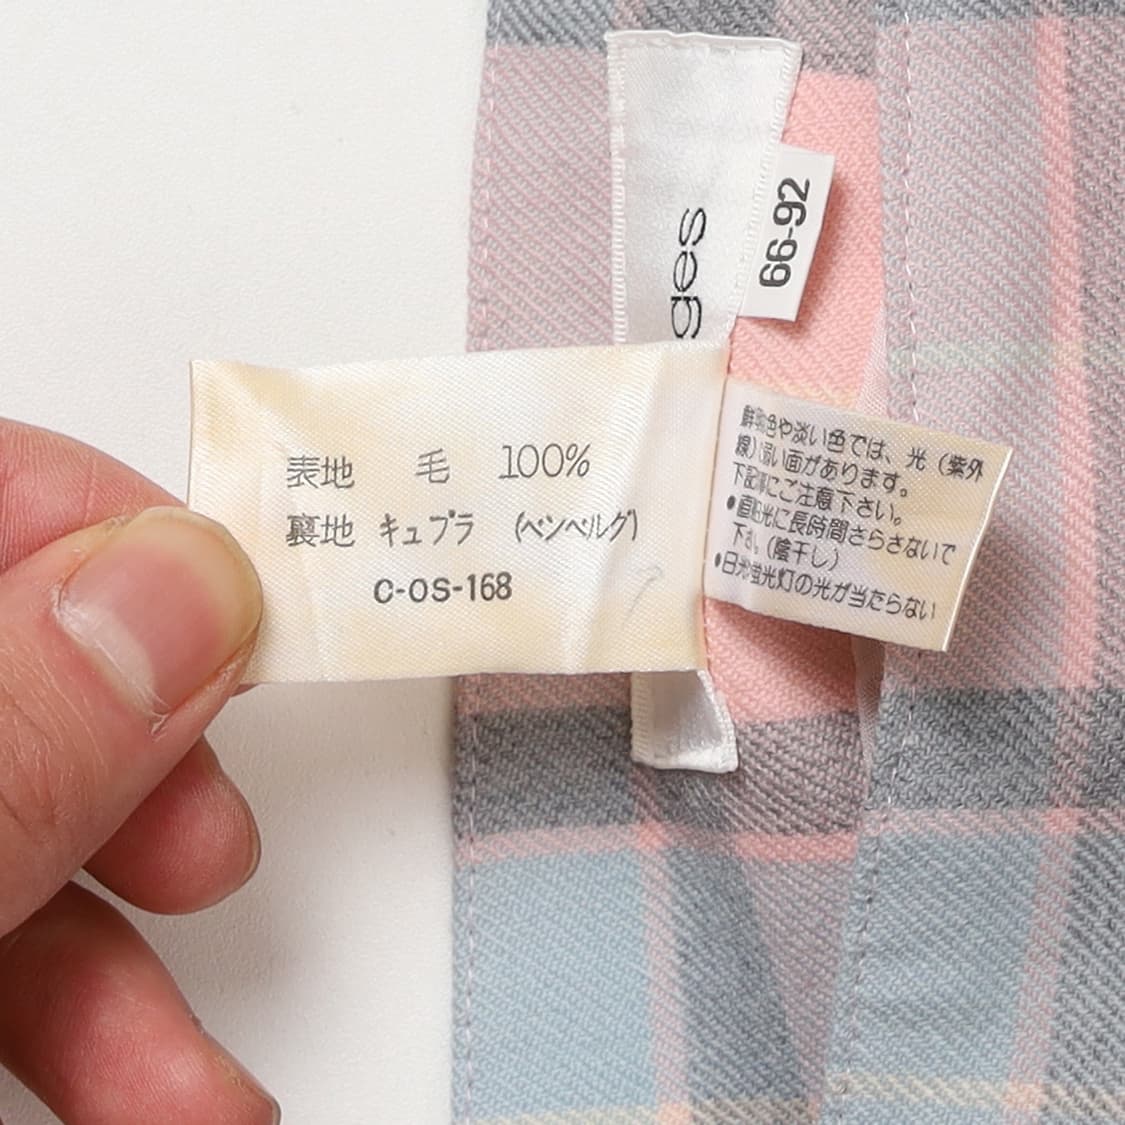 ges
66-92
表地 毛 100%
裏地 キュプラ (ベンベルグ)
C-OS-168
鮮 色や淡い色では、光(紫外
線) 弱い面があります。
下記 にご注意下さい。
●直 光に長時間さらさないで
下さい。(陰干し)
●日光 蛍光灯の光が当たらない